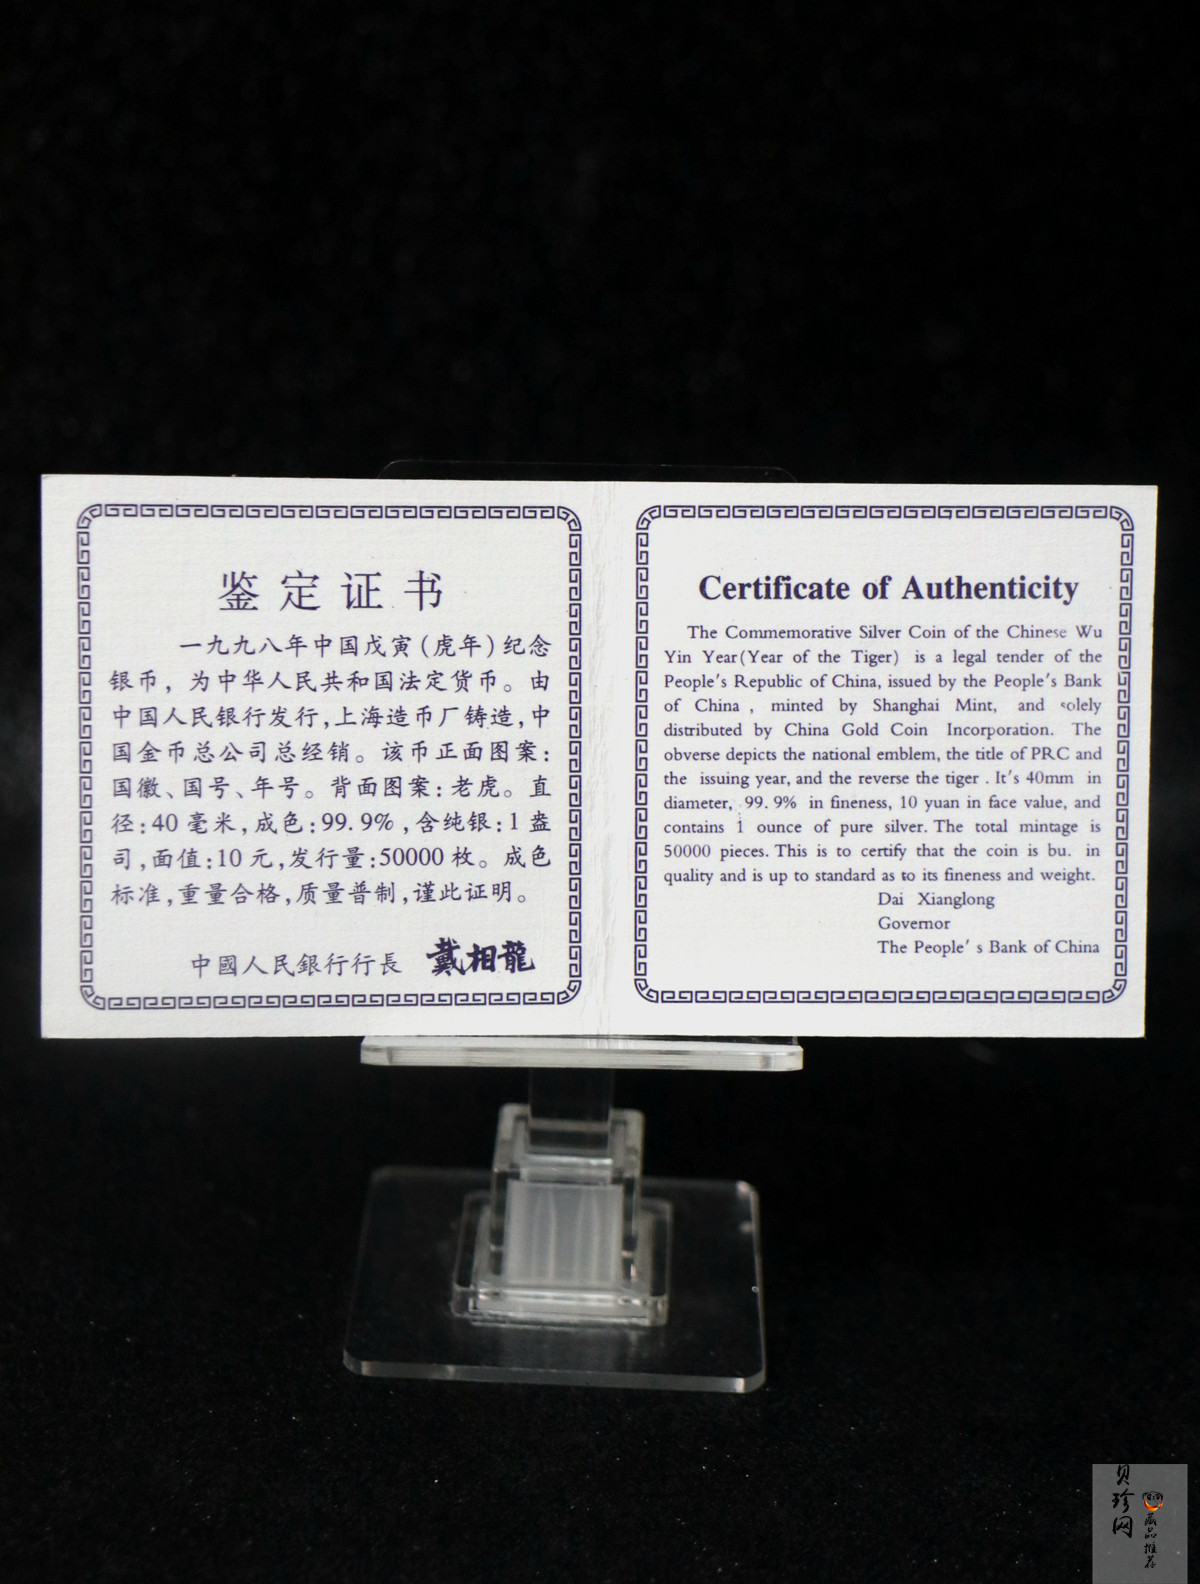 鉴定证书
一九九八年中国戊寅(虎年)纪念
银币，为中华人民共和国法定货币。由
中国人民银行发行,上海造币厂铸造,中
国金币总公司总经销。该币正面图案:
国徽、国号、年号。背面图案:老虎。直
径:40毫米,成色:99.9%,含纯银:1盎
司,面值:10元,发行量:50000枚。成色
标准,重量合格,质量普制,谨此证明。
中國人民銀行行長 戴相龍
Certificate of Authenticity
The Commemorative Silver Coin of the Chinese Wu
Yin Year(Year of the Tiger) is a legal tender of the
People's Republic of China, issued by the People's Bank
of China , minted by Shanghai Mint, and solely
distributed by China Gold Coin Incorporation. The
obverse depicts the national emblem, the title of PRC and
the issuing year, and the reverse the tiger . It's 40mm in
diameter, 99.9% in fineness, 10 yuan in face value, and
contains 1 ounce of pure silver. The total mintage is
50000 pieces. This is to certify that the coin is bu. in
quality and is up to standard as to its fineness and weight.
Dai Xianglong
Governor
The People' s Bank of China
贝珍网
藏品推荐